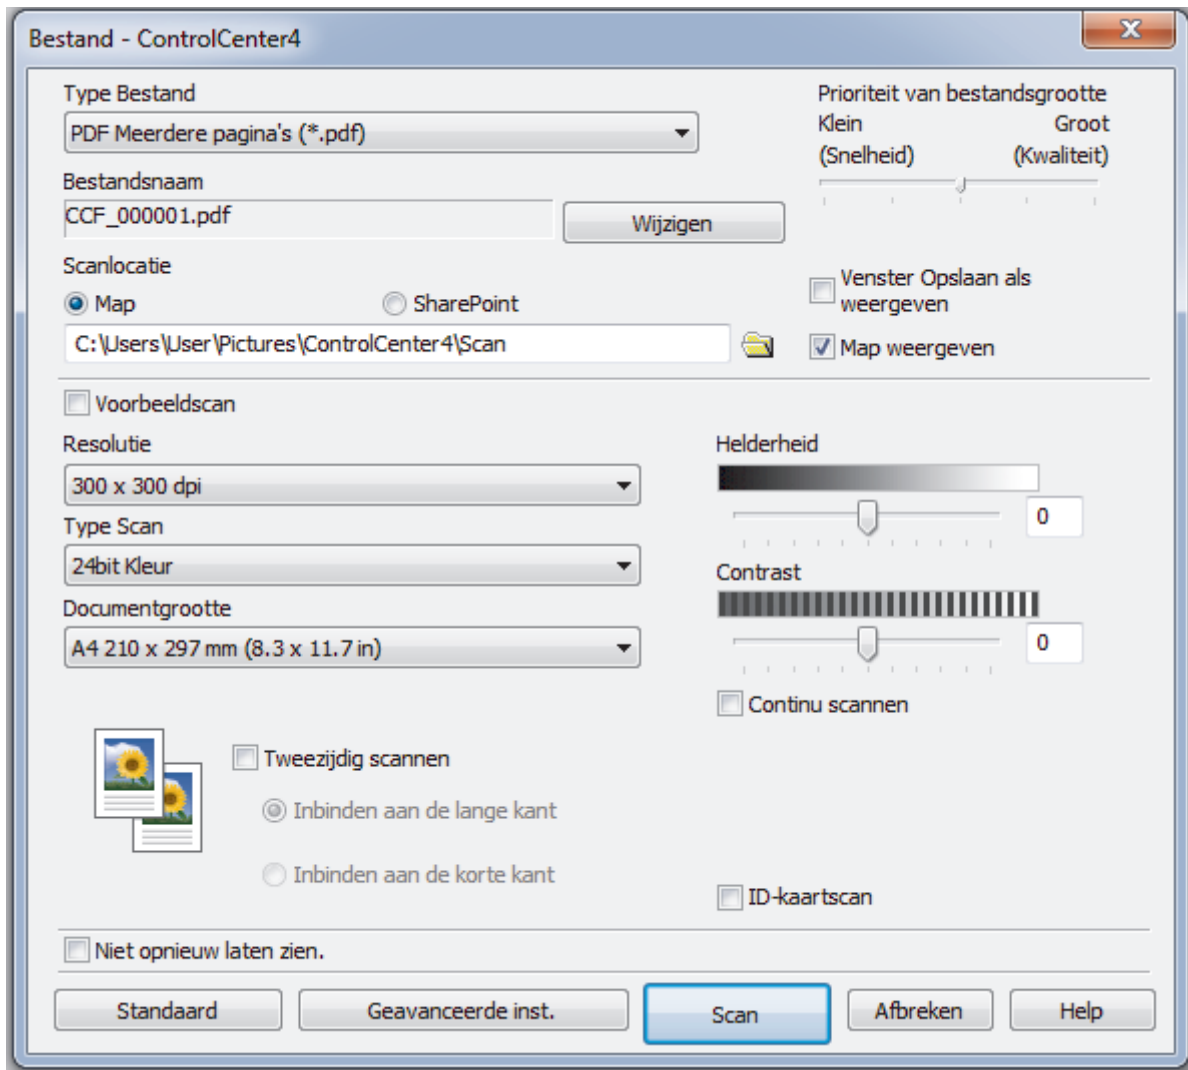 Bestand - ControlCenter4
Type Bestand
PDF Meerdere pagina's (*.pdf)
Prioriteit van bestandsgrootte
Klein Groot
(Snelheid) (Kwaliteit)
Bestandsnaam
CCF_000001.pdf
Wijzigen
Scanlocatie
Map
SharePoint
Venster Opslaan als
weergeven
C:\Users\User\Pictures\ControlCenter4\Scan
Map weergeven
Voorbeeldscan
Resolutie
300 x 300 dpi
Helderheid
0
Type Scan
24bit Kleur
Contrast
0
Documentgrootte
A4 210 x 297 mm (8.3 x 11.7 in)
Continu scannen
Tweezijdig scannen
Inbinden aan de lange kant
Inbinden aan de korte kant
ID-kaartscan
Niet opnieuw laten zien.
Standaard
Geavanceerde inst.
Scan
Afbreken
Help